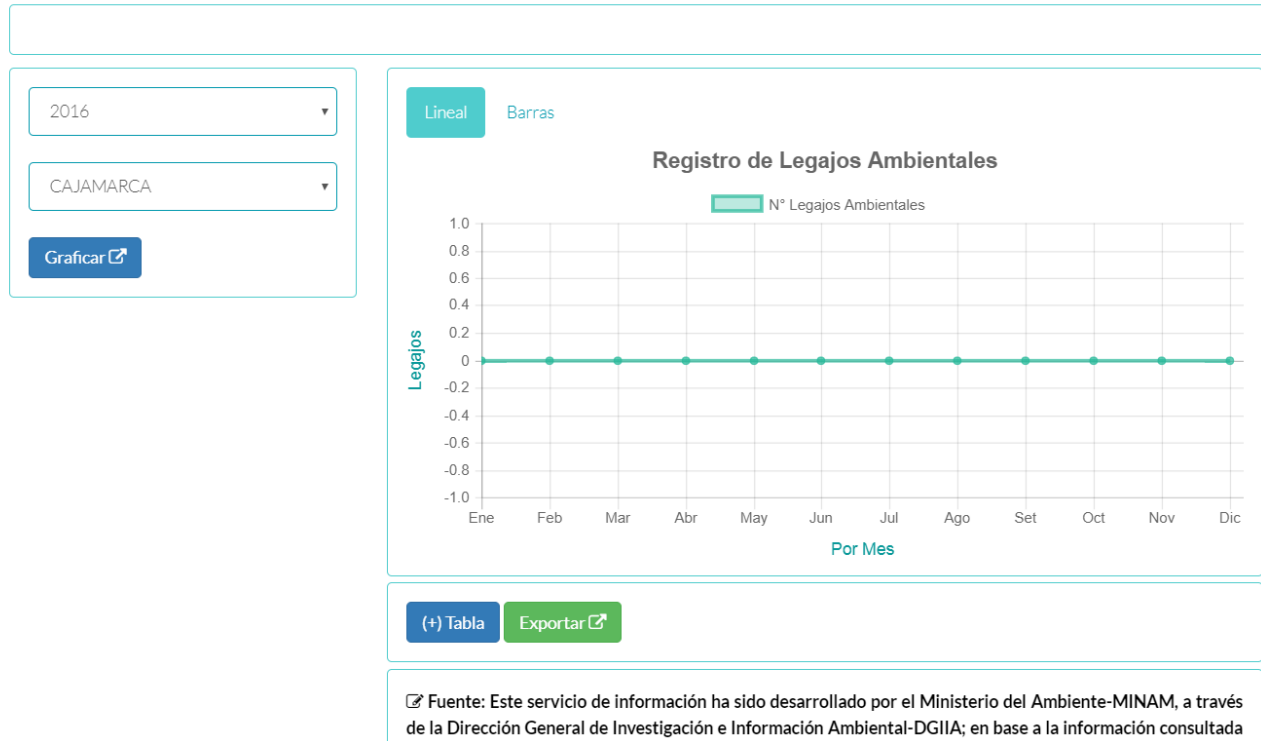 2016
CAJAMARCA
Graficar
Lineal
Barras
Registro de Legajos Ambientales
N° Legajos Ambientales
1.0
0.8
0.6
0.4
0.2
0
-0.2
-0.4
-0.6
-0.8
-1.0
Legajos
Ene Feb Mar Abr May Jun Jul Ago Set Oct Nov Dic
Por Mes
(+) Tabla
Exportar
Fuente: Este servicio de información ha sido desarrollado por el Ministerio del Ambiente-MINAM, a través
de la Dirección General de Investigación e Información Ambiental-DGIIA; en base a la información consultada